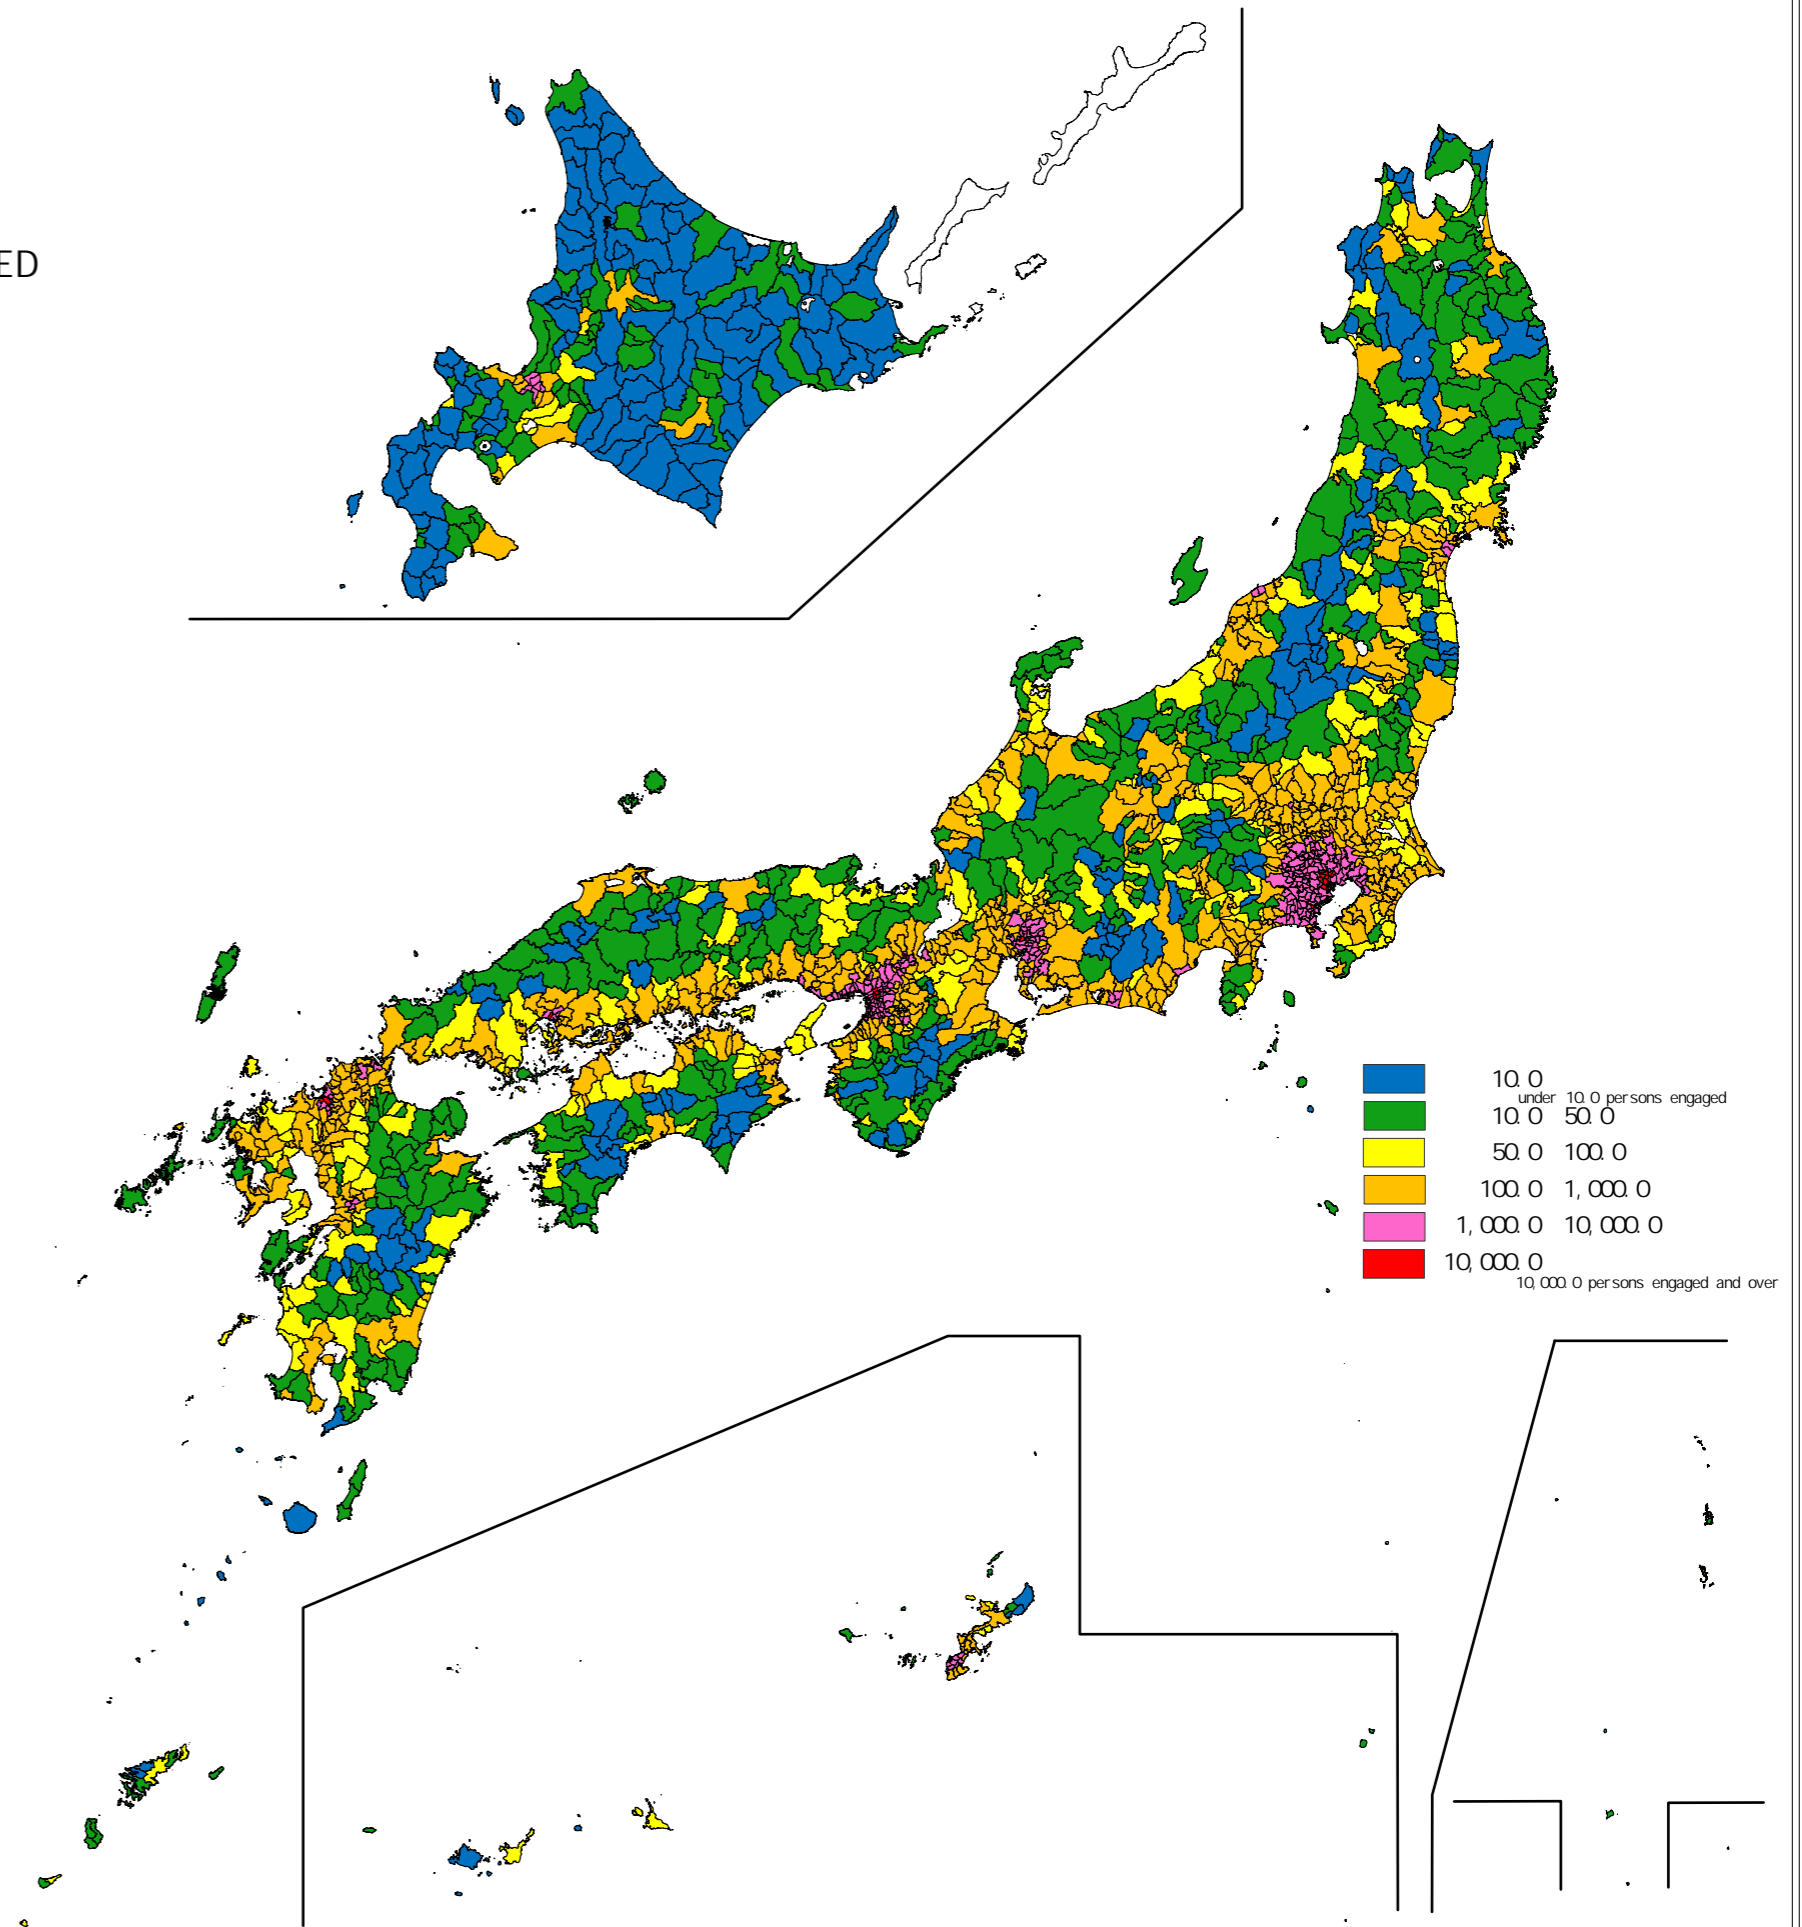 ED
10.0
under 10.0 persons engaged
10.0 50.0
50.0 100.0
100.0 1,000.0
1,000.0 10,000.0
10,000.0
10,000.0 persons engaged and over